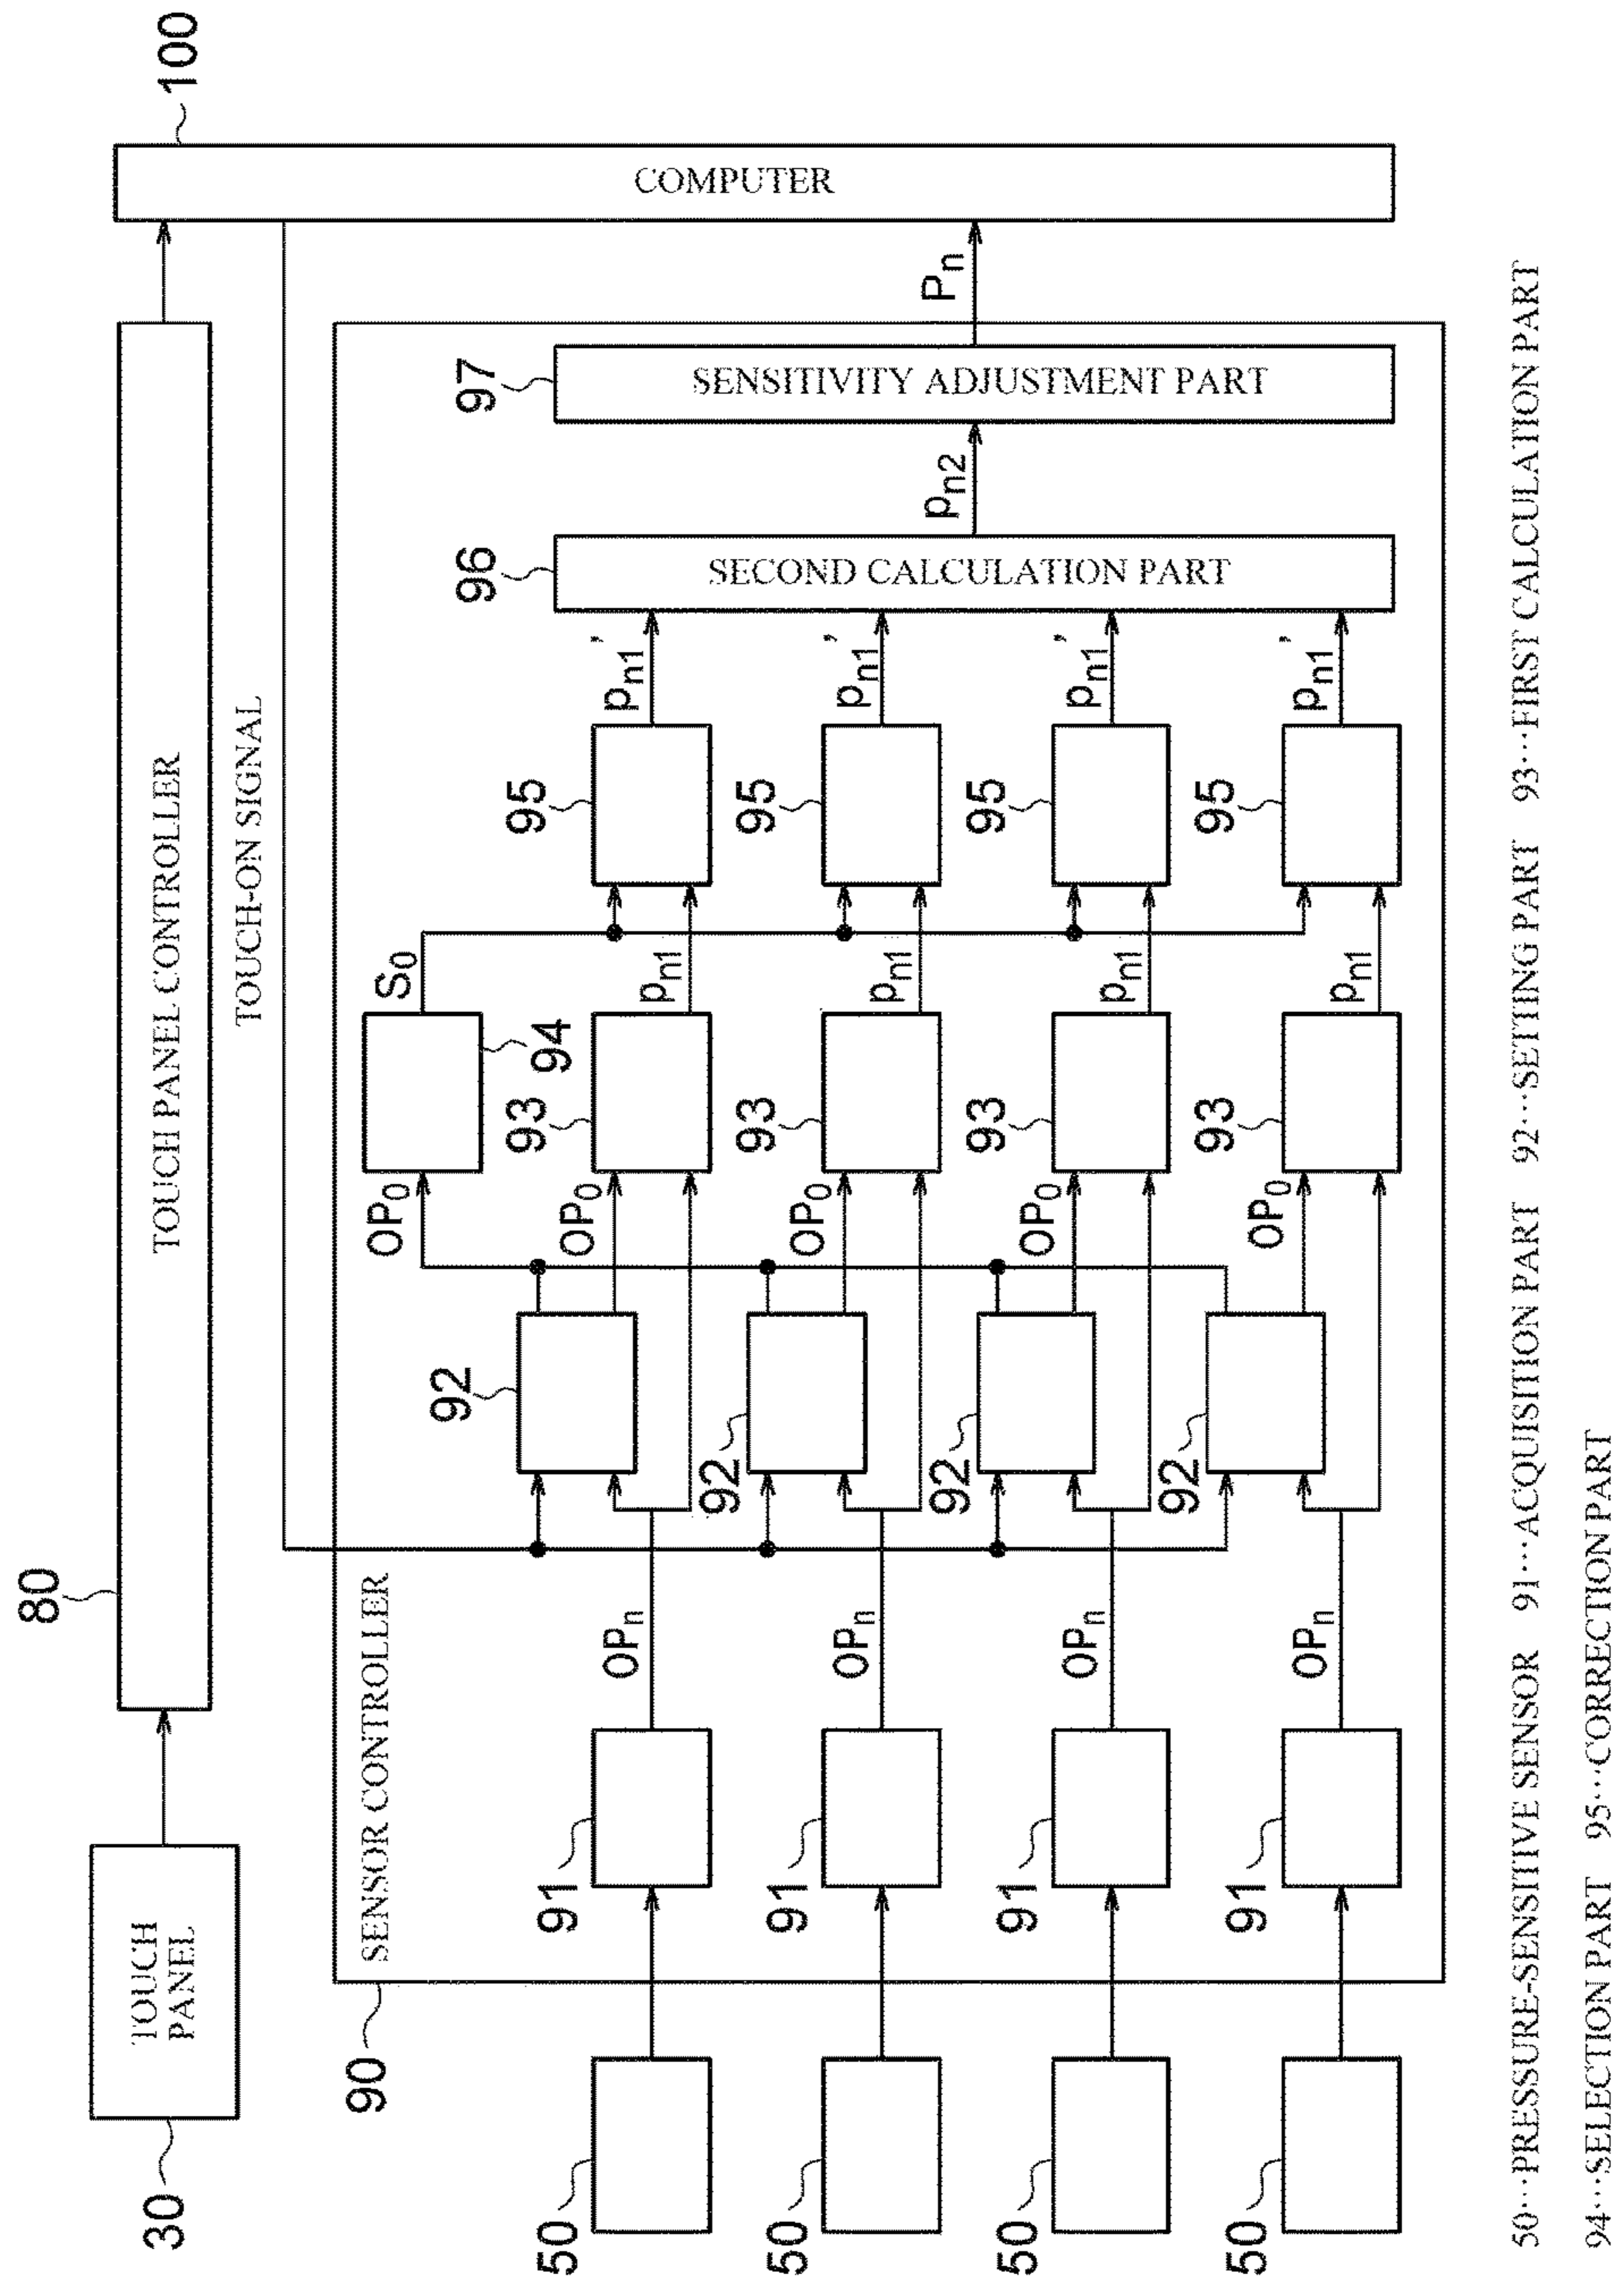 30
TOUCH
PANEL
80
TOUCH PANEL CONTROLLER
100
COMPUTER
TOUCH-ON SIGNAL
90
SENSOR CONTROLLER
50
91
OPn
92
OP0
OP0
94
S0
93
pn1
95
pn1'
50
91
OPn
92
OP0
93
pn1
95
pn1'
50
91
OPn
92
OP0
93
pn1
95
pn1'
50
91
OPn
92
OP0
93
pn1
95
pn1'
96
SECOND CALCULATION PART
pn2
97
SENSITIVITY ADJUSTMENT PART
Pn
50···PRESSURE-SENSITIVE SENSOR 91···ACQUISITION PART 92···SETTING PART 93···FIRST CALCULATION PART
94···SELECTION PART 95···CORRECTION PART